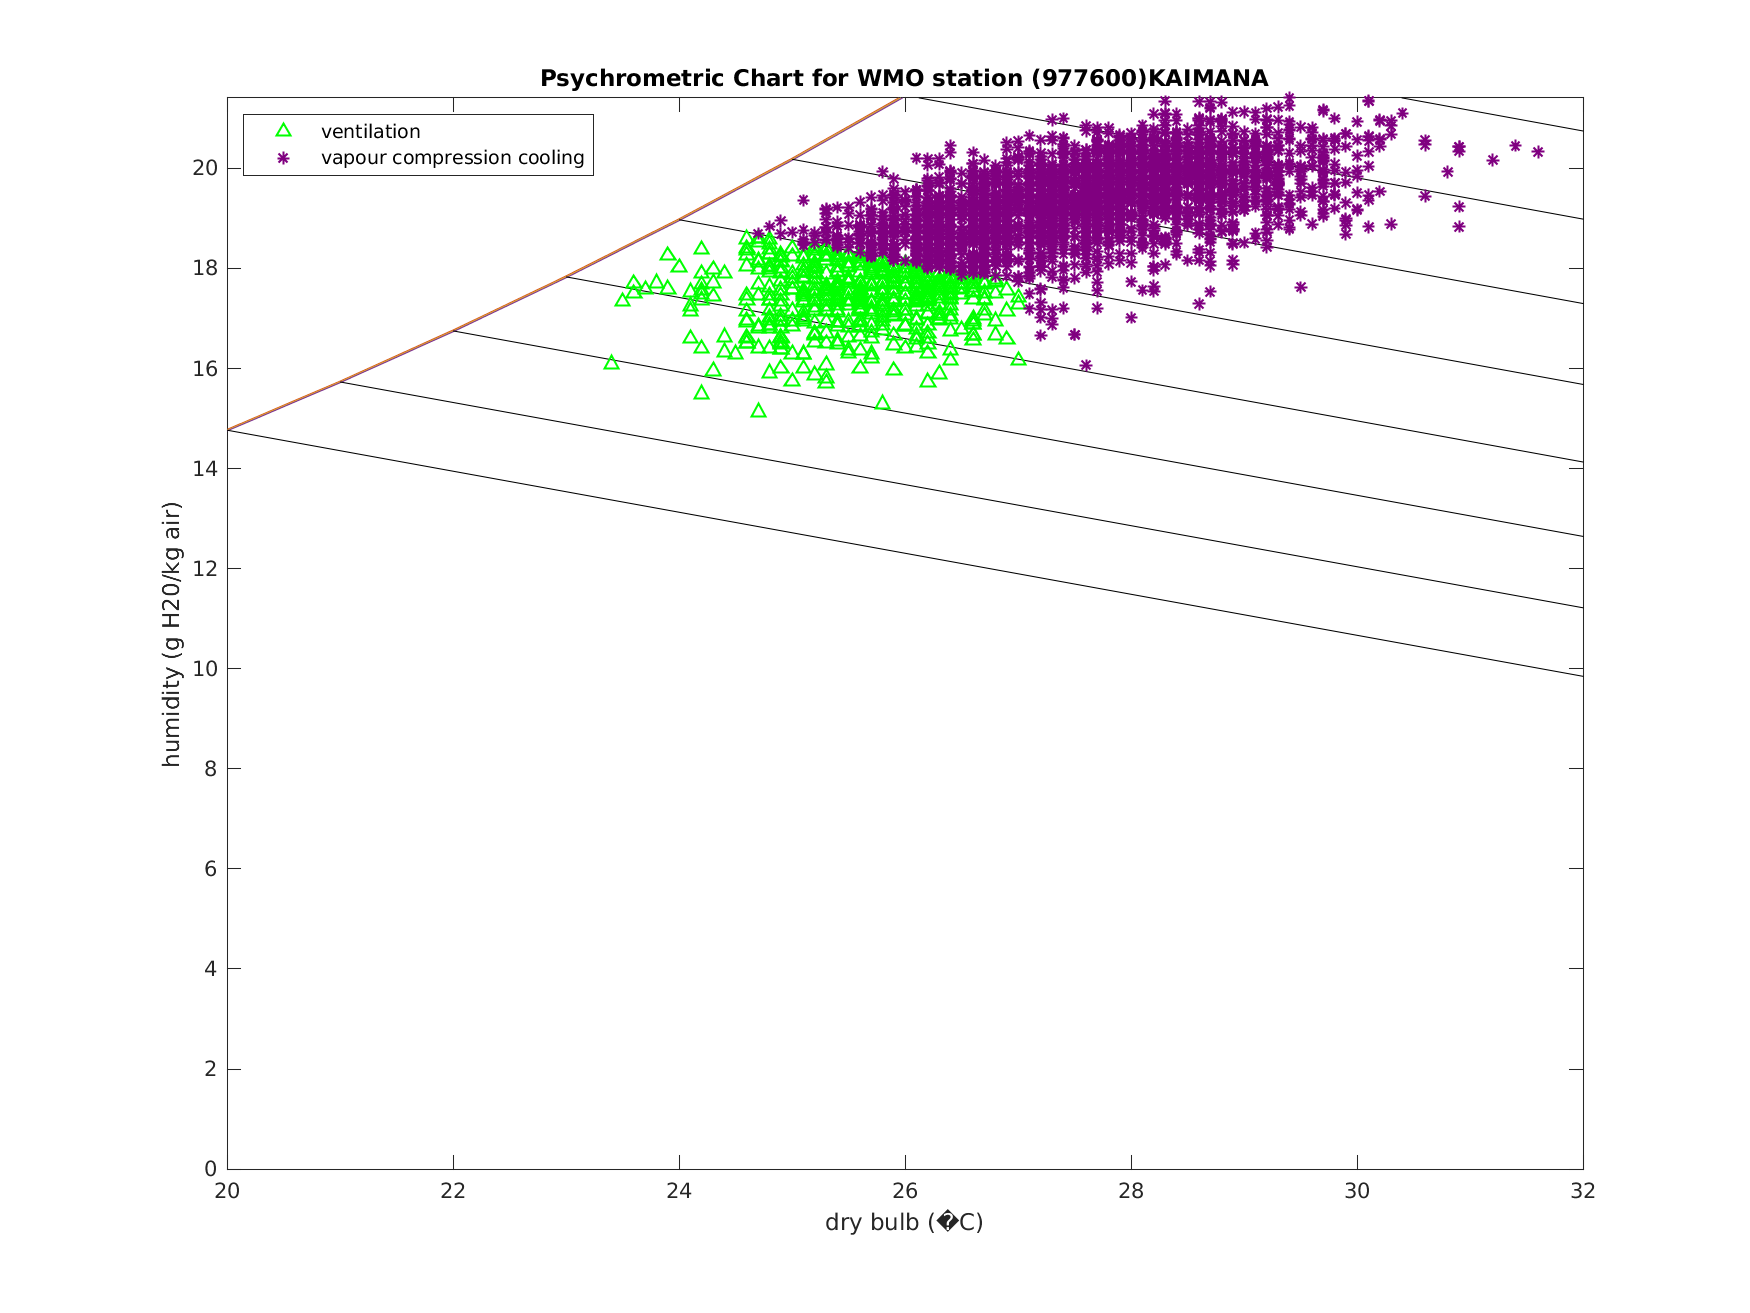 Psychrometric Chart for WMO station (977600)KAIMANA
ventilation
vapour compression cooling
humidity (g H20/kg air)
20
18
16
14
12
10
8
6
4
2
0
20 22 24 26 28 30 32
dry bulb (�C)